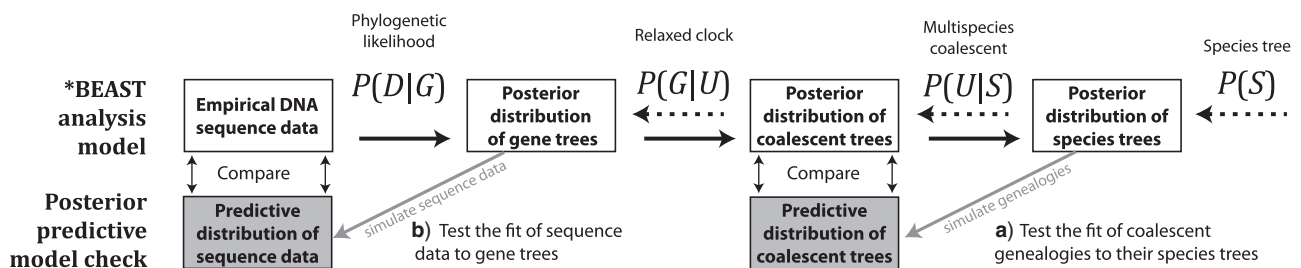 Phylogenetic
likelihood
Relaxed clock
Multispecies
coalescent
Species tree
*BEAST
analysis
model
Empirical DNA
sequence data
P(D|G)
Posterior
distribution
of gene trees
P(G|U)
Posterior
distribution of
coalescent trees
P(U|S)
Posterior
distribution of
species trees
P(S)
Compare
simulate sequence data
Compare
simulate genealogies
Posterior
predictive
model check
Predictive
distribution of
sequence data
b) Test the fit of sequence
data to gene trees
Predictive
distribution of
coalescent trees
a) Test the fit of coalescent
genealogies to their species trees